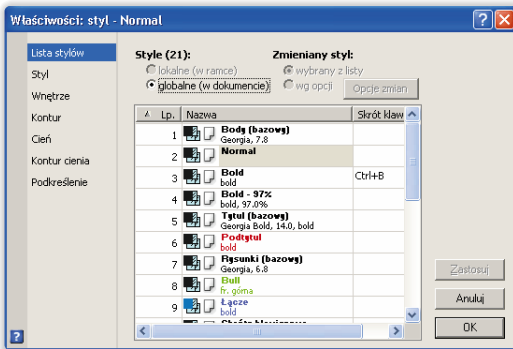 Właściwości: styl - Normal
Lista stylów
Styl
Wnętrze
Kontur
Cień
Kontur cienia
Podkreślenie
Style (21):
lokalne (w ramce)
globalne (w dokumencie)
Zmieniany styl:
wybrany z listy
wg opcji
Opcje zmian
Lp. Nazwa Skrót klaw
1 Body (bazowy)
Georgia, 7.8
2 Normal
3 Bold Ctrl+B
bold
4 Bold - 97%
bold, 97.0%
5 Tytuł (bazowy)
Georgia Bold, 14.0, bold
6 Podtytuł
bold
7 Rysunki (bazowy)
Georgia, 6.8
8 Bull
fr. górna
9 Łącze
bold
Zastosuj
Anuluj
OK